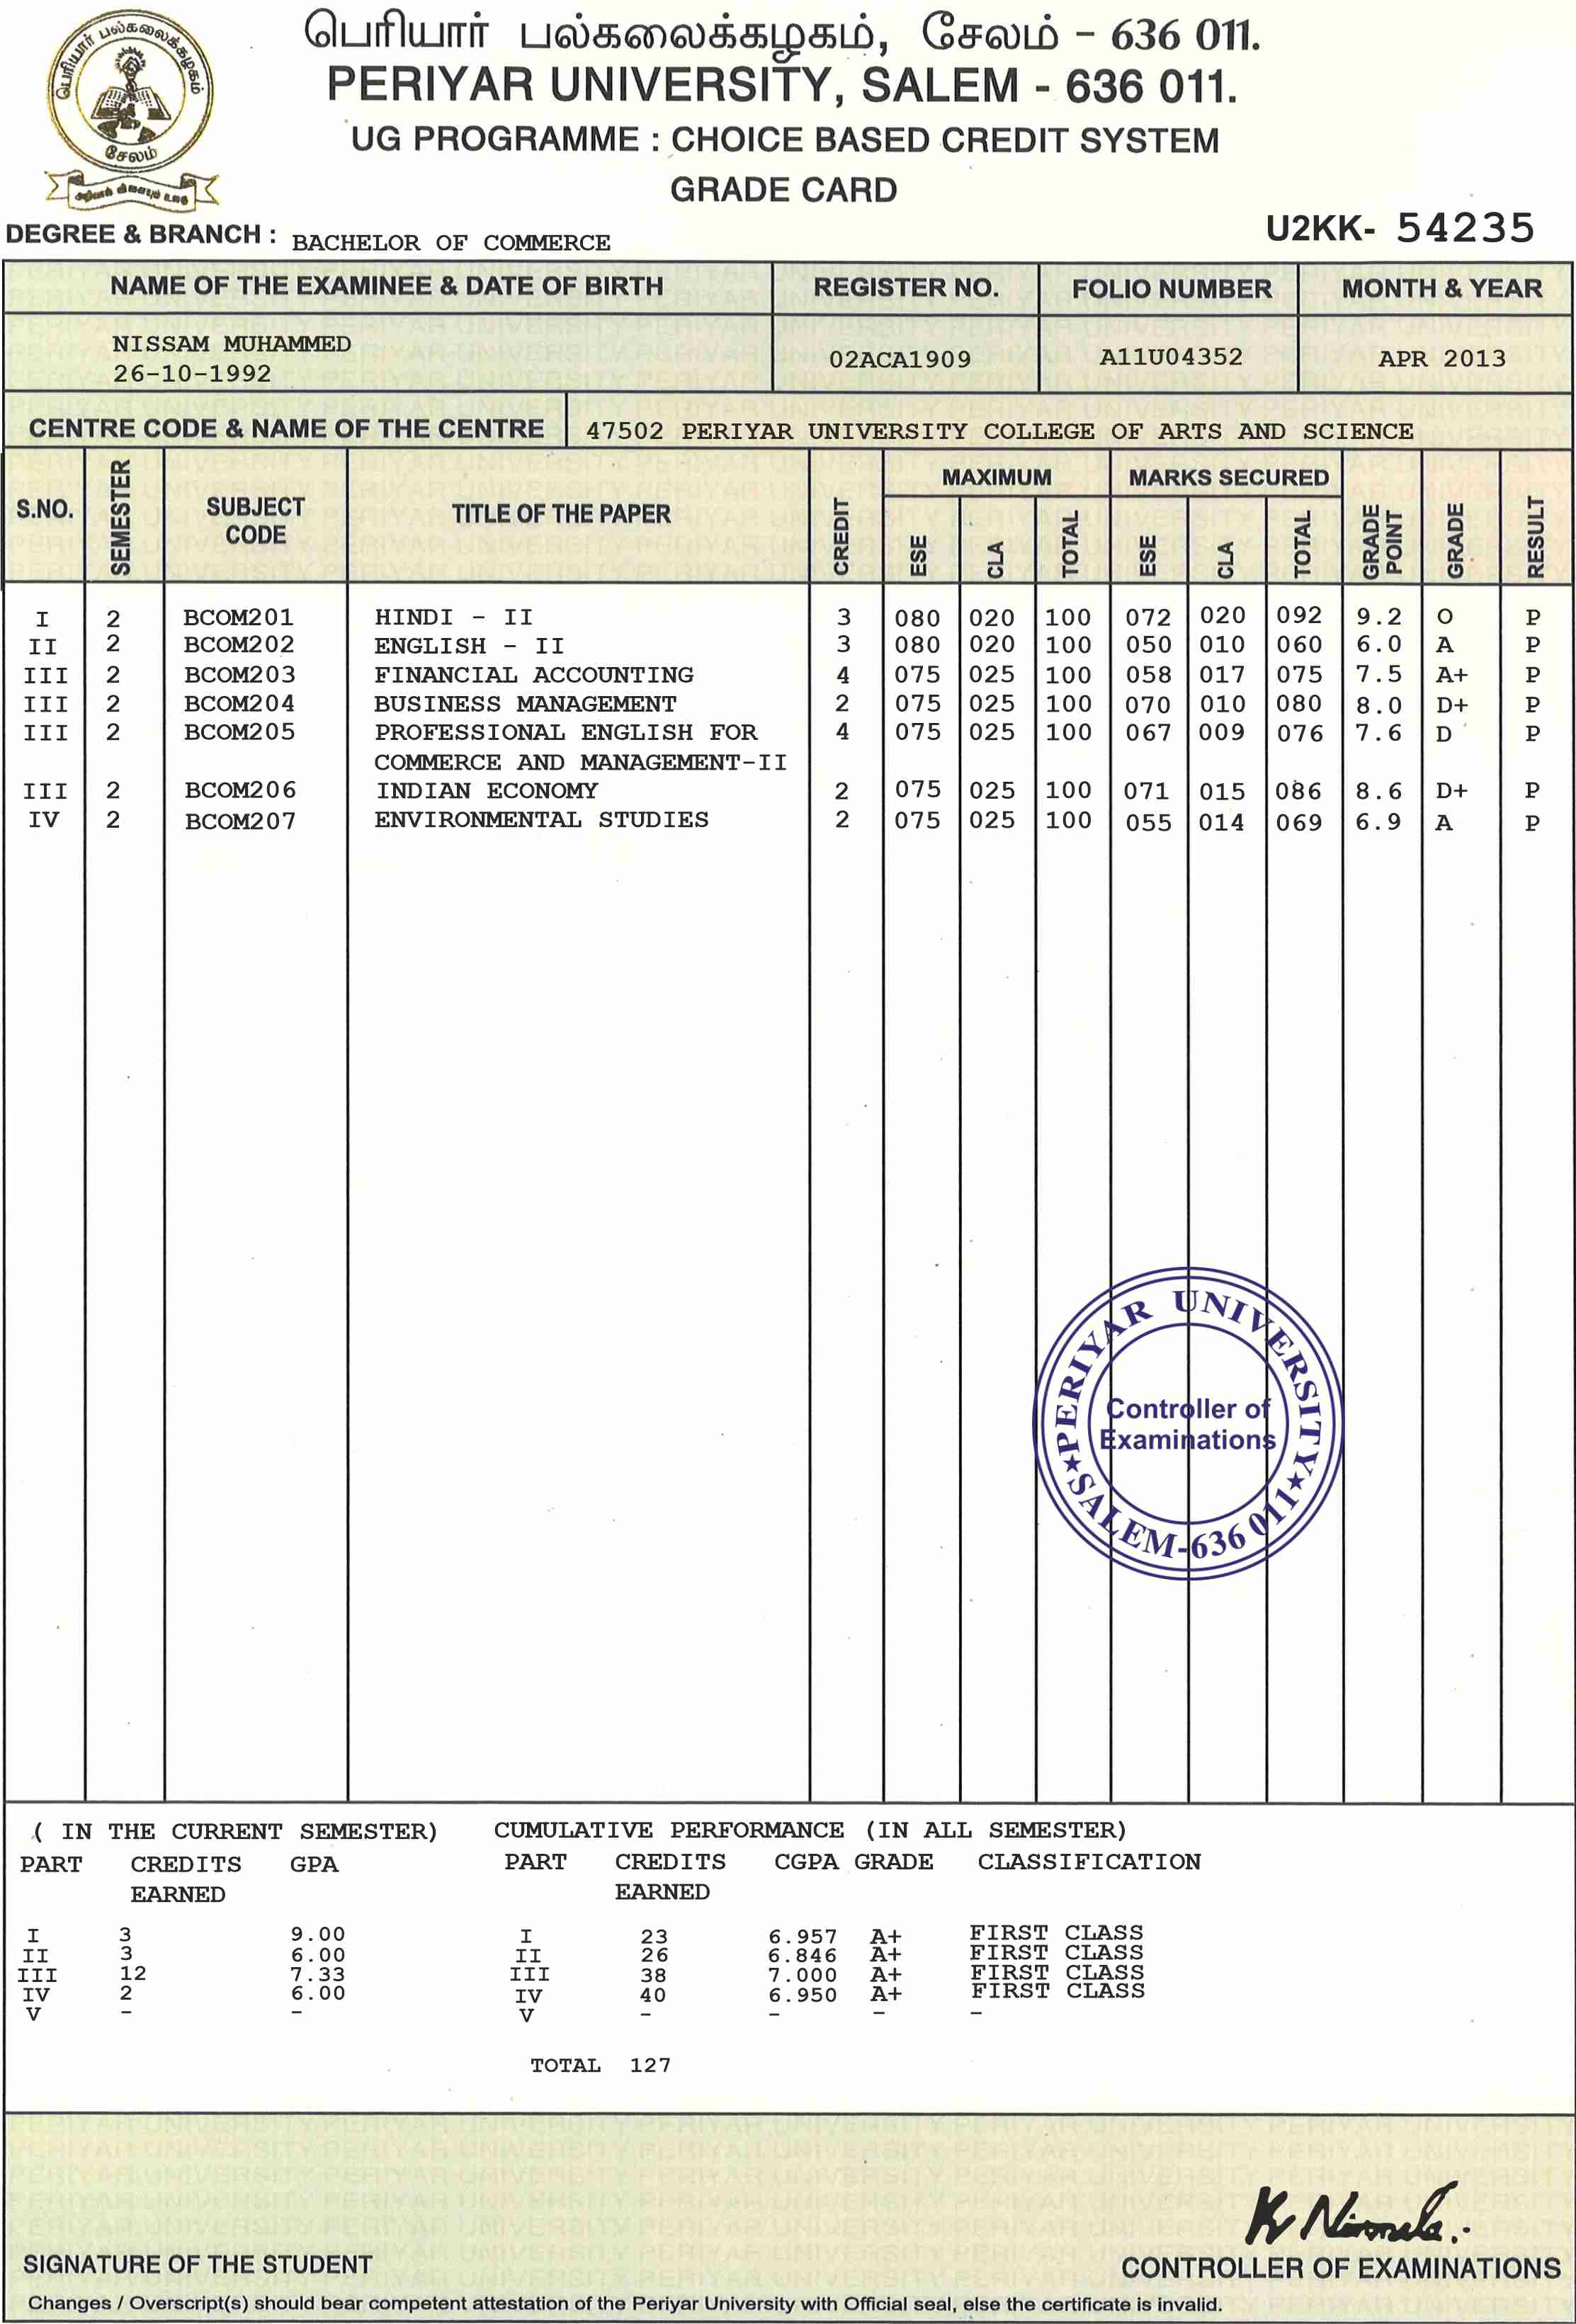 பெரியார் பல்கலைக்கழகம், சேலம் - 636 011.
PERIYAR UNIVERSITY, SALEM - 636 011.
UG PROGRAMME : CHOICE BASED CREDIT SYSTEM
GRADE CARD
பெரியார் பல்கலைக்கழகம்
சேலம்
அறிவால் விளையும் உலகு
DEGREE & BRANCH : BACHELOR OF COMMERCE
U2KK- 54235
NAME OF THE EXAMINEE & DATE OF BIRTH REGISTER NO. FOLIO NUMBER MONTH & YEAR
NISSAM MUHAMMED
26-10-1992
02ACA1909 A11U04352 APR 2013
CENTRE CODE & NAME OF THE CENTRE 47502 PERIYAR UNIVERSITY COLLEGE OF ARTS AND SCIENCE
S.NO. SEMESTER SUBJECT CODE TITLE OF THE PAPER CREDIT MAXIMUM MARKS SECURED GRADE POINT GRADE RESULT
ESE CLA TOTAL ESE CLA TOTAL
I 2 BCOM201 HINDI - II 3 080 020 100 072 020 092 9.2 O P
II 2 BCOM202 ENGLISH - II 3 080 020 100 050 010 060 6.0 A P
III 2 BCOM203 FINANCIAL ACCOUNTING 4 075 025 100 058 017 075 7.5 A+ P
III 2 BCOM204 BUSINESS MANAGEMENT 2 075 025 100 070 010 080 8.0 D+ P
III 2 BCOM205 PROFESSIONAL ENGLISH FOR 4 075 025 100 067 009 076 7.6 D P
COMMERCE AND MANAGEMENT-II
III 2 BCOM206 INDIAN ECONOMY 2 075 025 100 071 015 086 8.6 D+ P
IV 2 BCOM207 ENVIRONMENTAL STUDIES 2 075 025 100 055 014 069 6.9 A P
PERIYAR UNIVERSITY
Controller of
Examinations
★SALEM-636 011★
( IN THE CURRENT SEMESTER) CUMULATIVE PERFORMANCE (IN ALL SEMESTER)
PART CREDITS GPA PART CREDITS CGPA GRADE CLASSIFICATION
EARNED EARNED
I 3 9.00 I 23 6.957 A+ FIRST CLASS
II 3 6.00 II 26 6.846 A+ FIRST CLASS
III 12 7.33 III 38 7.000 A+ FIRST CLASS
IV 2 6.00 IV 40 6.950 A+ FIRST CLASS
V - - V - - - -
TOTAL 127
K Nirmala.
SIGNATURE OF THE STUDENT CONTROLLER OF EXAMINATIONS
Changes / Overscript(s) should bear competent attestation of the Periyar University with Official seal, else the certificate is invalid.